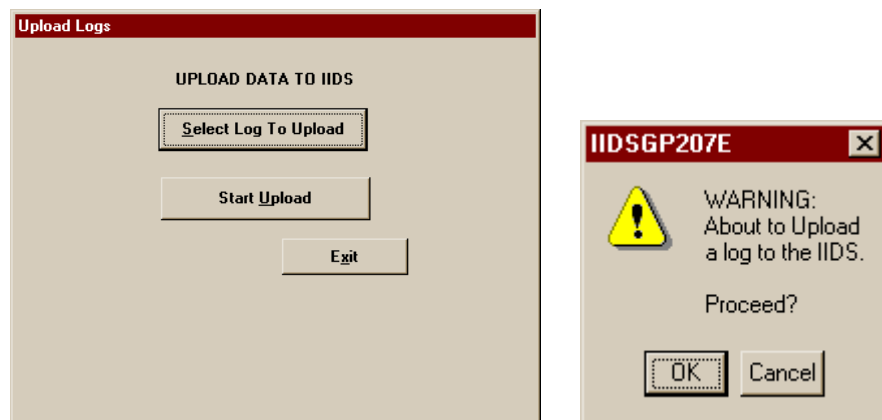 Upload Logs
UPLOAD DATA TO IIDS
Select Log To Upload
Start Upload
Exit
IIDSGP207E
WARNING:
About to Upload
a log to the IIDS.
Proceed?
OK
Cancel